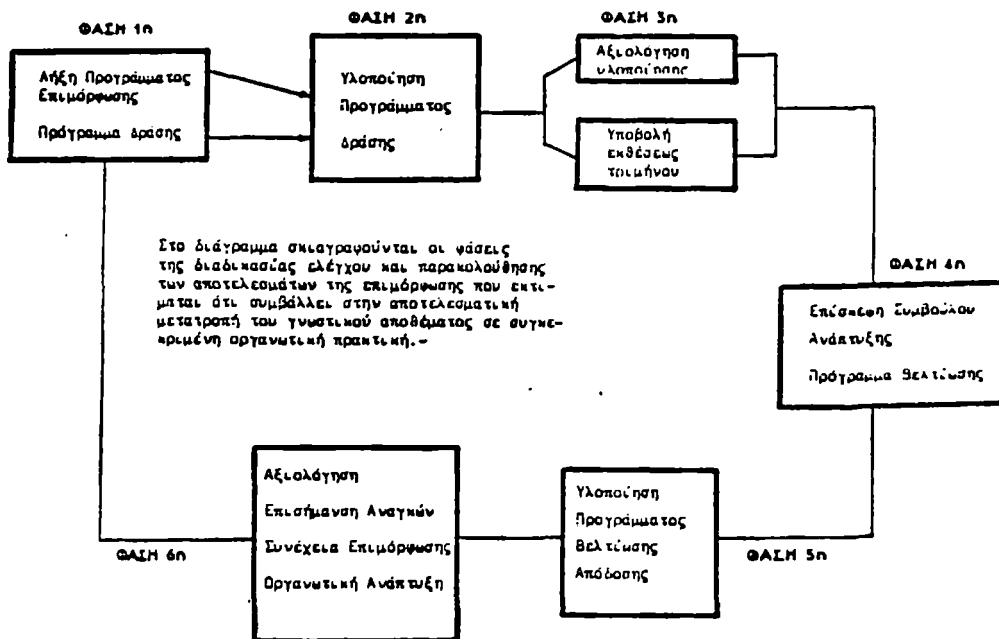 ΦΑΣΗ 1η
Λήξη Προγράμματος
Επιμόρφωσης
Πρόγραμμα Δράσης
ΦΑΣΗ 2η
Υλοποίηση
Προγράμματος
Δράσης
ΦΑΣΗ 3η
Αξιολόγηση
υλοποίησης
Υποβολή
εκθέσεως
τριμήνου
Στο διάγραμμα σκιαγραφούνται οι φάσεις
της διαδικασίας ελέγχου και παρακολούθησης
των αποτελεσμάτων της επιμόρφωσης που εκτι-
μάται ότι συμβάλλει στην αποτελεσματική
μετατροπή του γνωστικού αποθέματος σε συγκε-
κριμένη οργανωτική πρακτική.-
ΦΑΣΗ 4η
Επίσκεψη Συμβούλου
Ανάπτυξης
Πρόγραμμα Βελτίωσης
ΦΑΣΗ 5η
Υλοποίηση
Προγράμματος
Βελτίωσης
Απόδοσης
ΦΑΣΗ 6η
Αξιολόγηση
Επισήμανση Αναγκών
Συνέχεια Επιμόρφωσης
Οργανωτική Ανάπτυξη